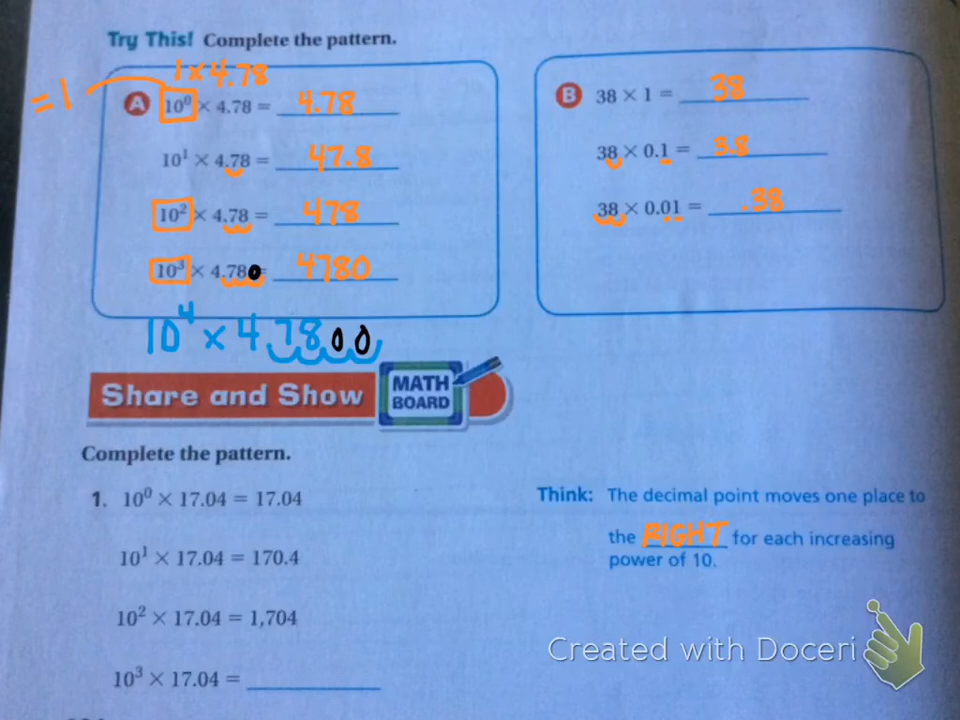 Try This! Complete the pattern.
1 × 4.78
= 1
A 10⁰ × 4.78 = 4.78
10¹ × 4.78 = 47.8
10² × 4.78 = 478
10³ × 4.780 = 4780
10⁴ × 4.7800
B 38 × 1 = 38
38 × 0.1 = 3.8
38 × 0.01 = .38
Share and Show
MATH
BOARD
Complete the pattern.
1. 10⁰ × 17.04 = 17.04
10¹ × 17.04 = 170.4
10² × 17.04 = 1,704
10³ × 17.04 =
Think: The decimal point moves one place to
the RIGHT for each increasing
power of 10.
Created with Doceri